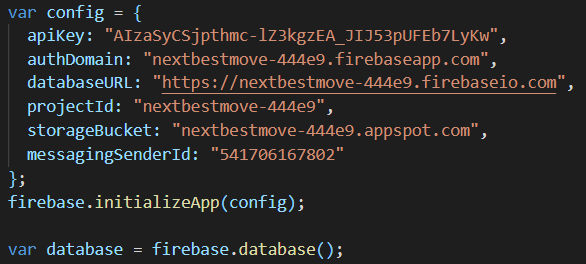 var config = {
apiKey: "AIzaSyCSjpthmc-lZ3kgzEA_JIJ53pUFEb7LyKw",
authDomain: "nextbestmove-444e9.firebaseapp.com",
databaseURL: "https://nextbestmove-444e9.firebaseio.com",
projectId: "nextbestmove-444e9",
storageBucket: "nextbestmove-444e9.appspot.com",
messagingSenderId: "541706167802"
};
firebase.initializeApp(config);
var database = firebase.database();